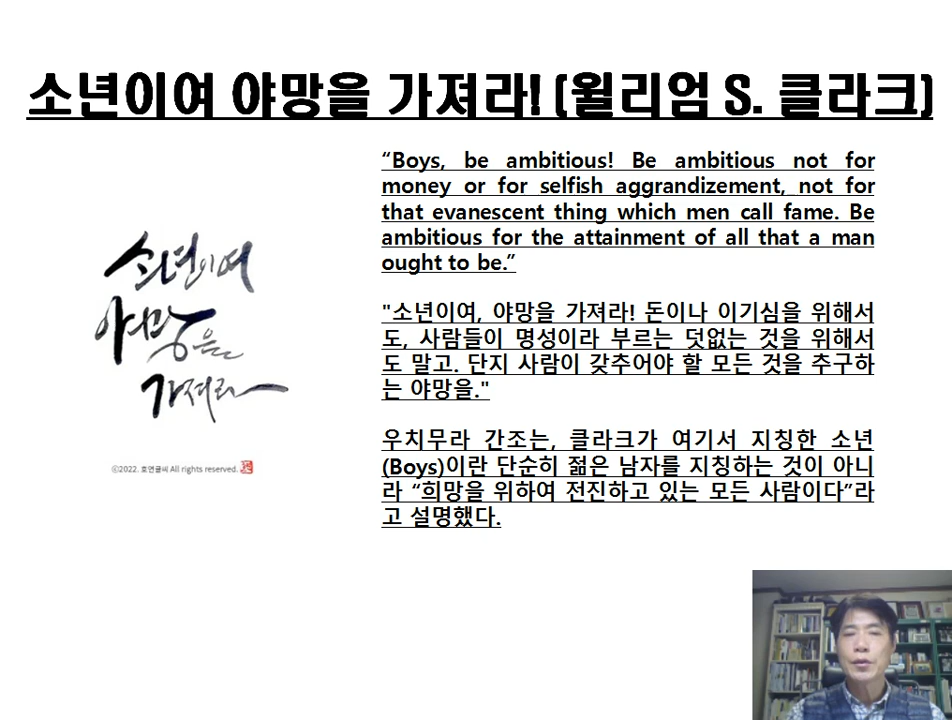 소년이여 야망을 가져라! (윌리엄 S. 클라크)
“Boys, be ambitious! Be ambitious not for
money or for selfish aggrandizement, not for
that evanescent thing which men call fame. Be
ambitious for the attainment of all that a man
ought to be.”
"소년이여, 야망을 가져라! 돈이나 이기심을 위해서
도, 사람들이 명성이라 부르는 덧없는 것을 위해서
도 말고. 단지 사람이 갖추어야 할 모든 것을 추구하
는 야망을."
우치무라 간조는, 클라크가 여기서 지칭한 소년
(Boys)이란 단순히 젊은 남자를 지칭하는 것이 아니
라 “희망을 위하여 전진하고 있는 모든 사람이다”라
고 설명했다.
소년이여
야망을
가져라
ⓒ2022. 호연글씨 All rights reserved.